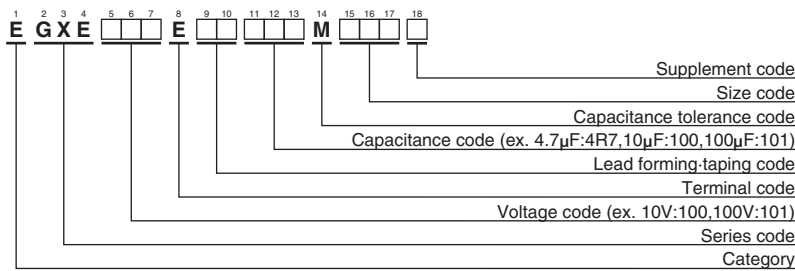 1 2 3 4 5 6 7 8 9 10 11 12 13 14 15 16 17 18
E GXE E M
Supplement code
Size code
Capacitance tolerance code
Capacitance code (ex. 4.7μF:4R7,10μF:100,100μF:101)
Lead forming·taping code
Terminal code
Voltage code (ex. 10V:100,100V:101)
Series code
Category